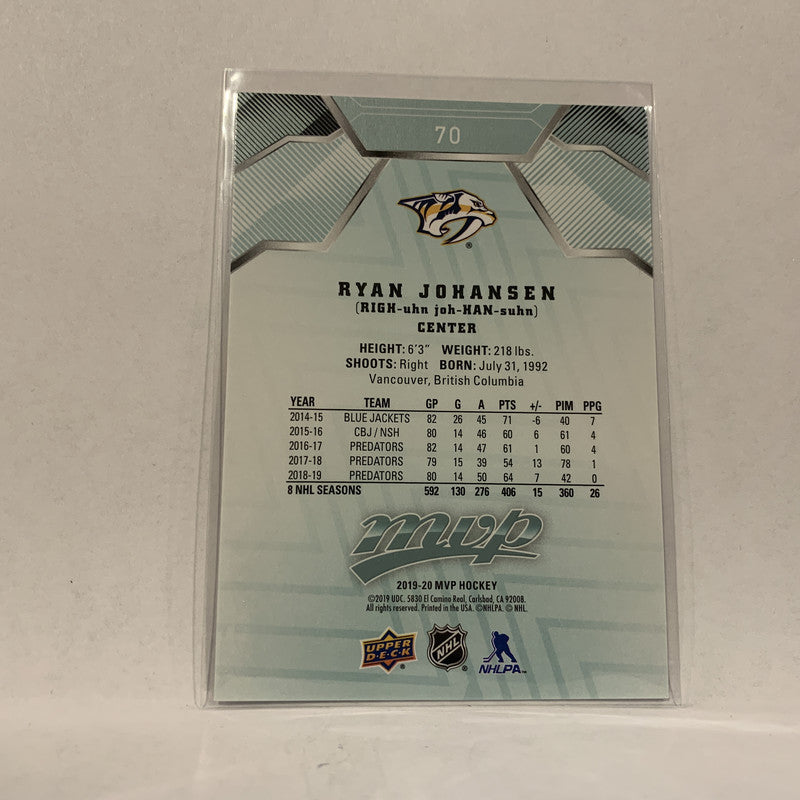 70
RYAN JOHANSEN
(RIGH-uhn joh-HAN-suhn)
CENTER
HEIGHT: 6'3" WEIGHT: 218 lbs.
SHOOTS: Right BORN: July 31, 1992
Vancouver, British Columbia
YEAR TEAM GP G A PTS +/- PIM PPG
2014-15 BLUE JACKETS 82 26 45 71 -6 40 7
2015-16 CBJ / NSH 80 14 46 60 6 61 4
2016-17 PREDATORS 82 14 47 61 1 60 4
2017-18 PREDATORS 79 15 39 54 13 78 1
2018-19 PREDATORS 80 14 50 64 7 42 0
8 NHL SEASONS 592 130 276 406 15 360 26
mvp
2019-20 MVP HOCKEY
©2019 UDC. 5830 El Camino Real, Carlsbad, CA 92008.
All rights reserved. Printed in the USA. ©NHLPA. © NHL.
UPPER DECK ® NHL ® NHLPA™